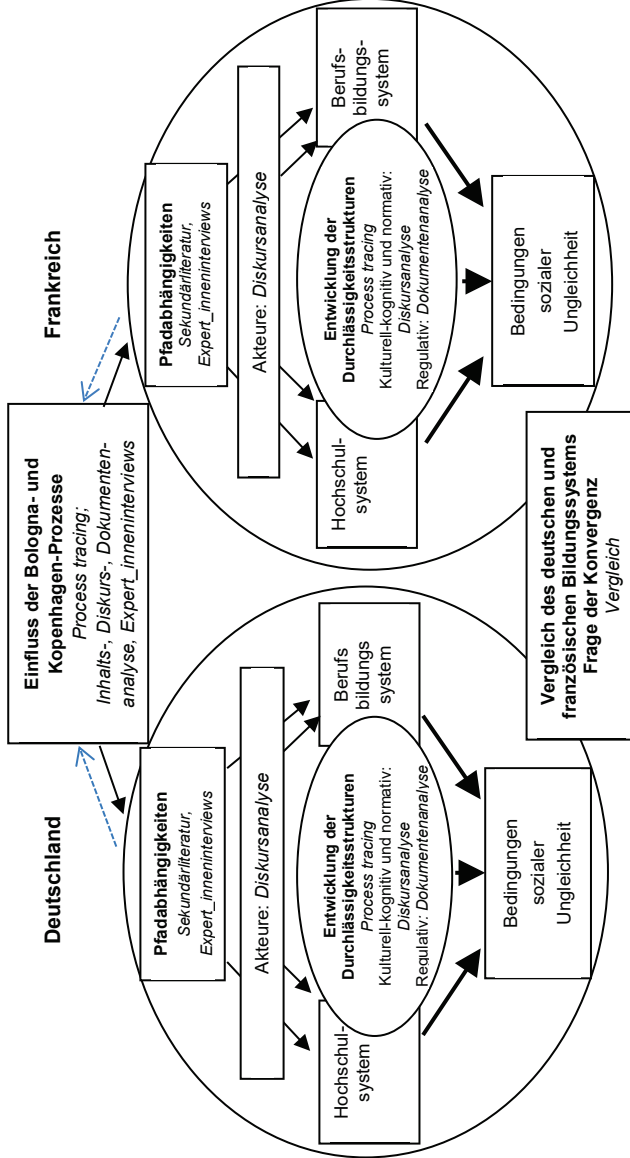 Deutschland
Frankreich
Einfluss der Bologna- und
Kopenhagen-Prozesse
Process tracing;
Inhalts-, Diskurs-, Dokumenten-
analyse, Expert_inneninterviews
Pfadabhängigkeiten
Sekundärliteratur,
Expert_inneninterviews
Akteure: Diskursanalyse
Hochschul-
system
Entwicklung der
Durchlässigkeitsstrukturen
Process tracing
Kulturell-kognitiv und normativ:
Diskursanalyse
Regulativ: Dokumentenanalyse
Berufs
bildungs
system
Bedingungen
sozialer
Ungleichheit
Pfadabhängigkeiten
Sekundärliteratur,
Expert_inneninterviews
Akteure: Diskursanalyse
Hochschul-
system
Entwicklung der
Durchlässigkeitsstrukturen
Process tracing
Kulturell-kognitiv und normativ:
Diskursanalyse
Regulativ: Dokumentenanalyse
Berufs-
bildungs-
system
Bedingungen
sozialer
Ungleichheit
Vergleich des deutschen und
französischen Bildungssystems
Frage der Konvergenz
Vergleich